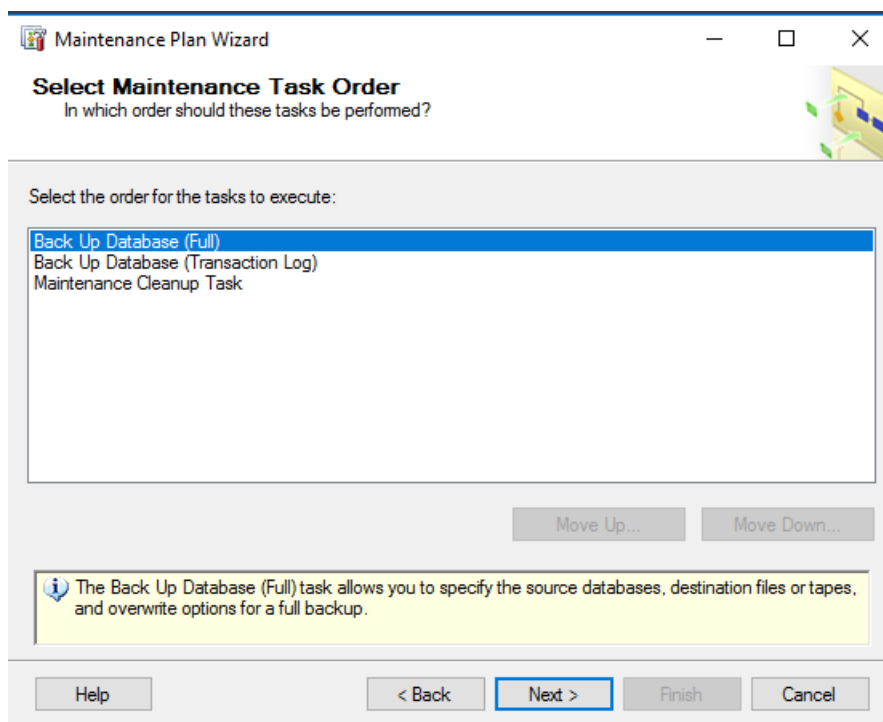 Maintenance Plan Wizard
Select Maintenance Task Order
In which order should these tasks be performed?
Select the order for the tasks to execute:
Back Up Database (Full)
Back Up Database (Transaction Log)
Maintenance Cleanup Task
Move Up...
Move Down...
The Back Up Database (Full) task allows you to specify the source databases, destination files or tapes,
and overwrite options for a full backup.
Help
< Back
Next >
Finish
Cancel